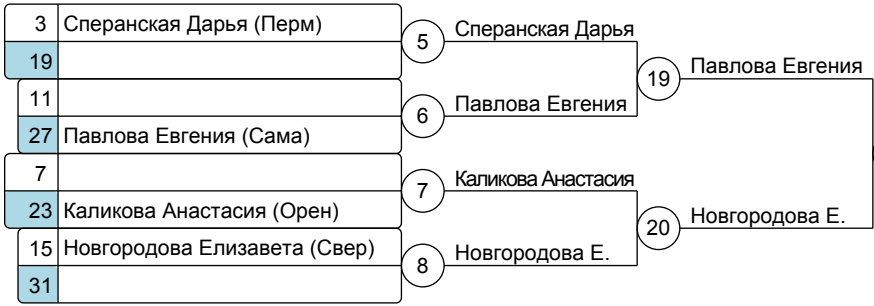 3 Сперанская Дарья (Перм)
19
5 Сперанская Дарья
11
27 Павлова Евгения (Сама)
6 Павлова Евгения
19 Павлова Евгения
7
23 Каликова Анастасия (Орен)
7 Каликова Анастасия
15 Новгородова Елизавета (Свер)
31
8 Новгородова Е.
20 Новгородова Е.